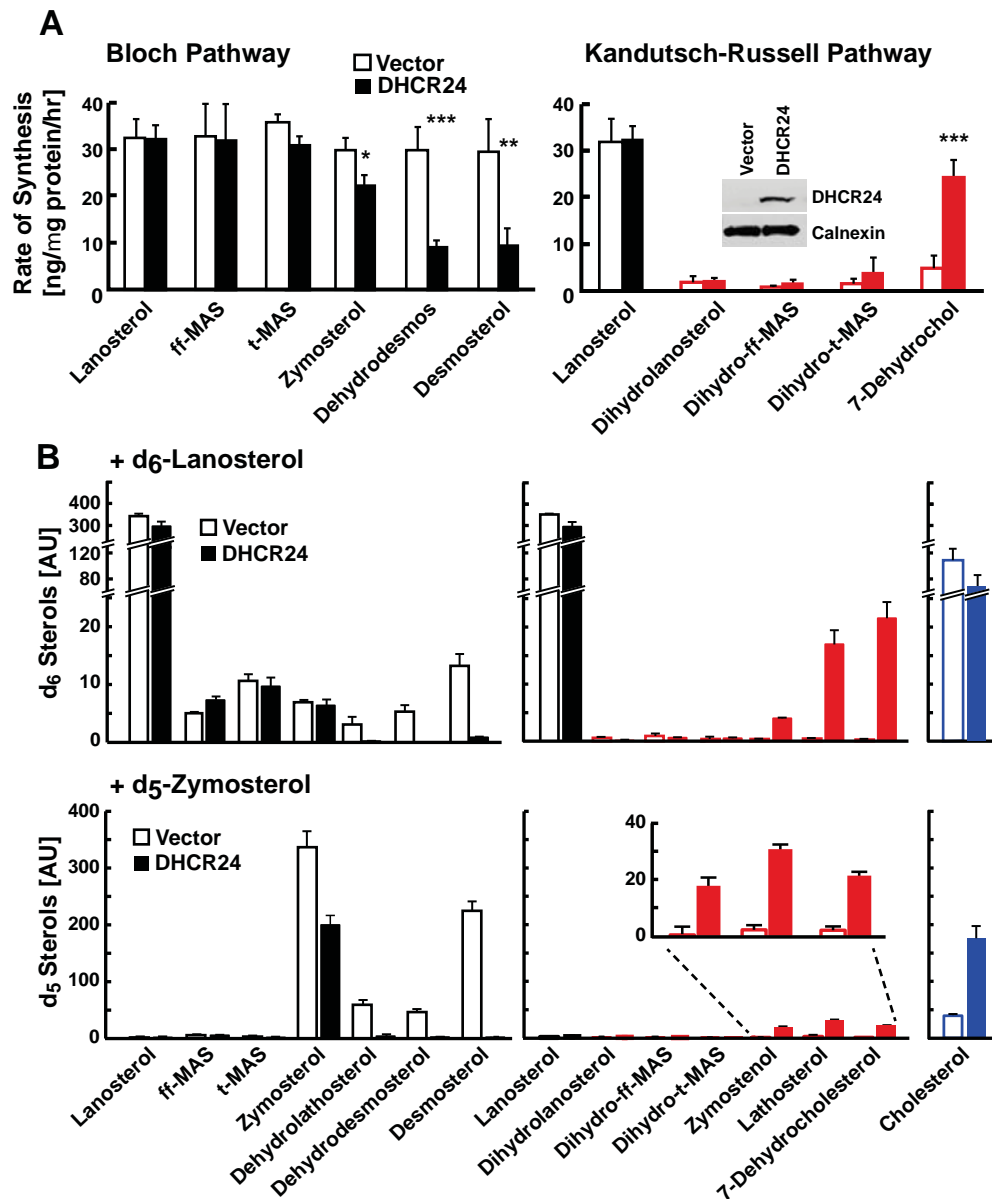 A
Bloch Pathway
Kandutsch-Russell Pathway
Vector
DHCR24
Rate of Synthesis
[ng/mg protein/hr]
40
30
20
10
0
***
**
*
Lanosterol
ff-MAS
t-MAS
Zymosterol
Dehydrodesmos
Desmosterol
40
30
20
10
0
Vector
DHCR24
DHCR24
Calnexin
***
Lanosterol
Dihydrolanosterol
Dihydro-ff-MAS
Dihydro-t-MAS
7-Dehydrochol
B
+ d6-Lanosterol
Vector
DHCR24
d6 Sterols [AU]
400
300
120
80
20
10
0
+ d5-Zymosterol
Vector
DHCR24
d5 Sterols [AU]
400
300
200
100
0
40
20
0
Lanosterol
ff-MAS
t-MAS
Zymosterol
Dehydrolathosterol
Dehydrodesmosterol
Desmosterol
Lanosterol
Dihydrolanosterol
Dihydro-ff-MAS
Dihydro-t-MAS
Zymostenol
Lathosterol
7-Dehydrocholesterol
Cholesterol